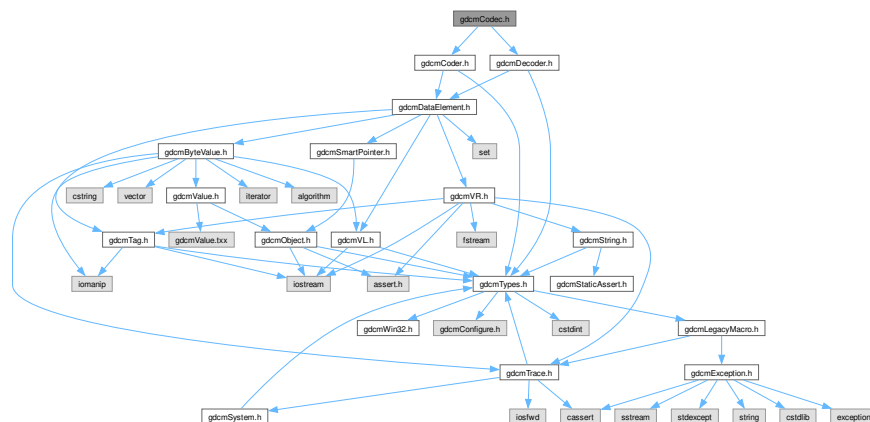 gdcmCodec.h
gdcmCoder.h
gdcmDecoder.h
gdcmDataElement.h
gdcmByteValue.h
gdcmSmartPointer.h
set
cstring
vector
gdcmValue.h
iterator
algorithm
gdcmVR.h
gdcmTag.h
gdcmValue.txx
gdcmObject.h
gdcmVL.h
fstream
gdcmString.h
iomanip
iostream
assert.h
gdcmTypes.h
gdcmStaticAssert.h
gdcmWin32.h
gdcmConfigure.h
cstdint
gdcmLegacyMacro.h
gdcmTrace.h
gdcmException.h
gdcmSystem.h
iosfwd
cassert
sstream
stdexcept
string
cstdlib
exception